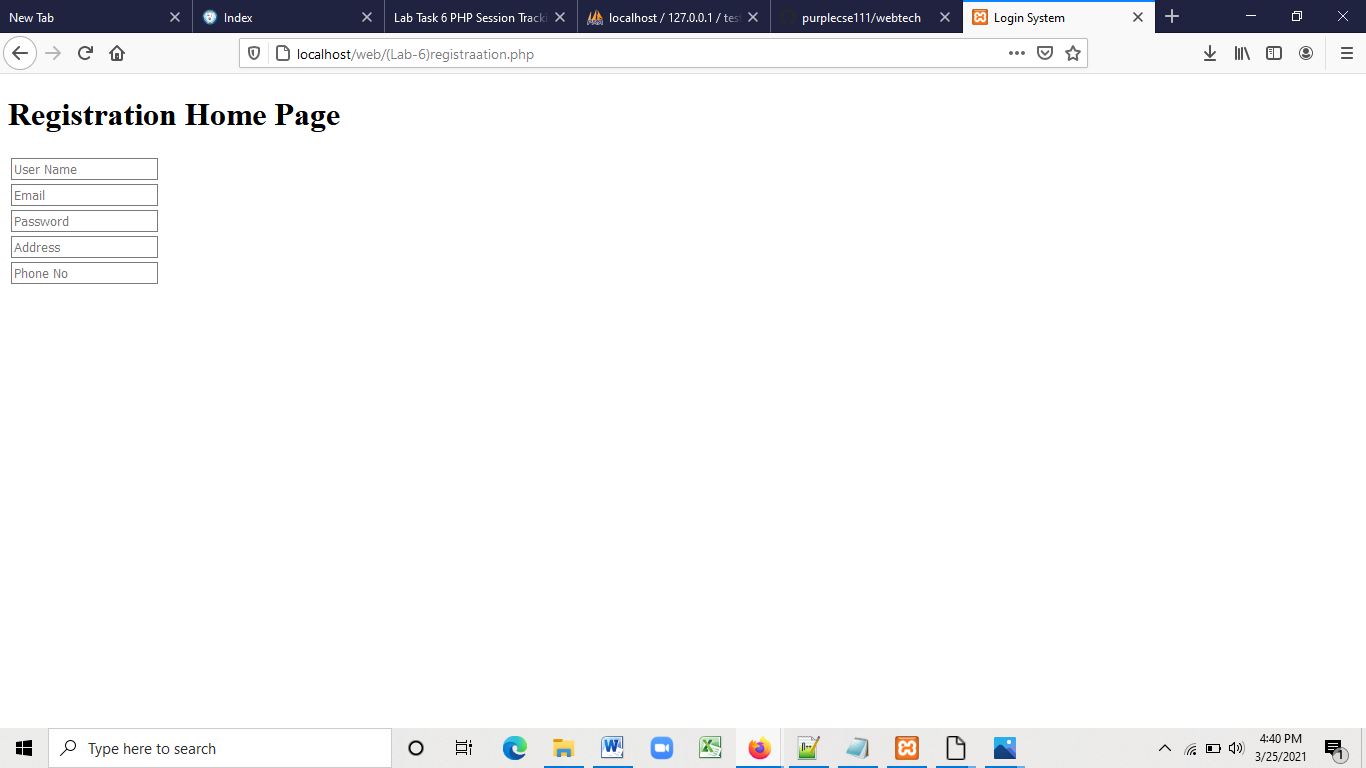 New Tab
Index
Lab Task 6 PHP Session Tracki
localhost / 127.0.0.1 / tes
purplecse111/webtech
Login System
localhost/web/(Lab-6)registraation.php
Registration Home Page
User Name
Email
Password
Address
Phone No
Type here to search
4:40 PM
3/25/2021
1